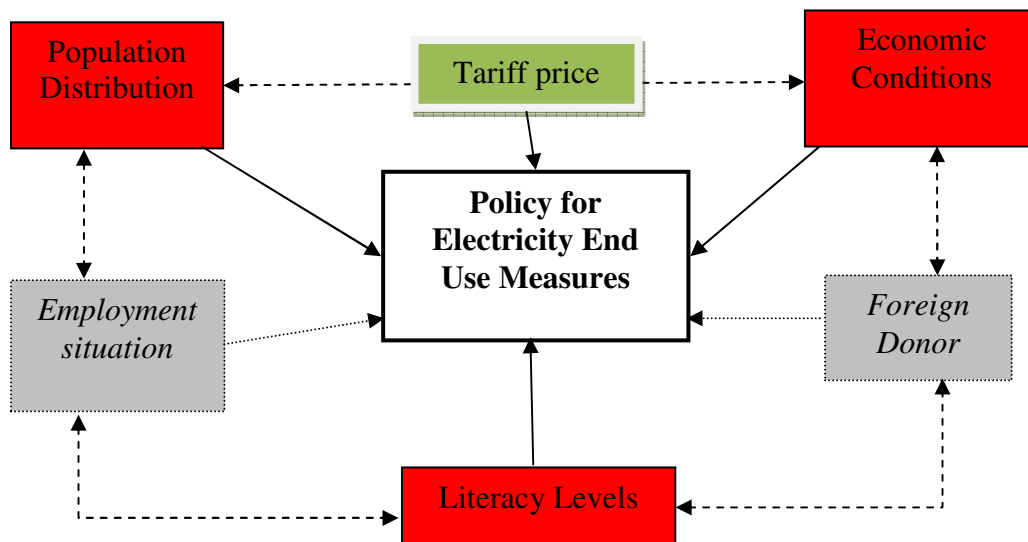 Population
Distribution
Tariff price
Economic
Conditions
Policy for
Electricity End
Use Measures
Employment
situation
Foreign
Donor
Literacy Levels